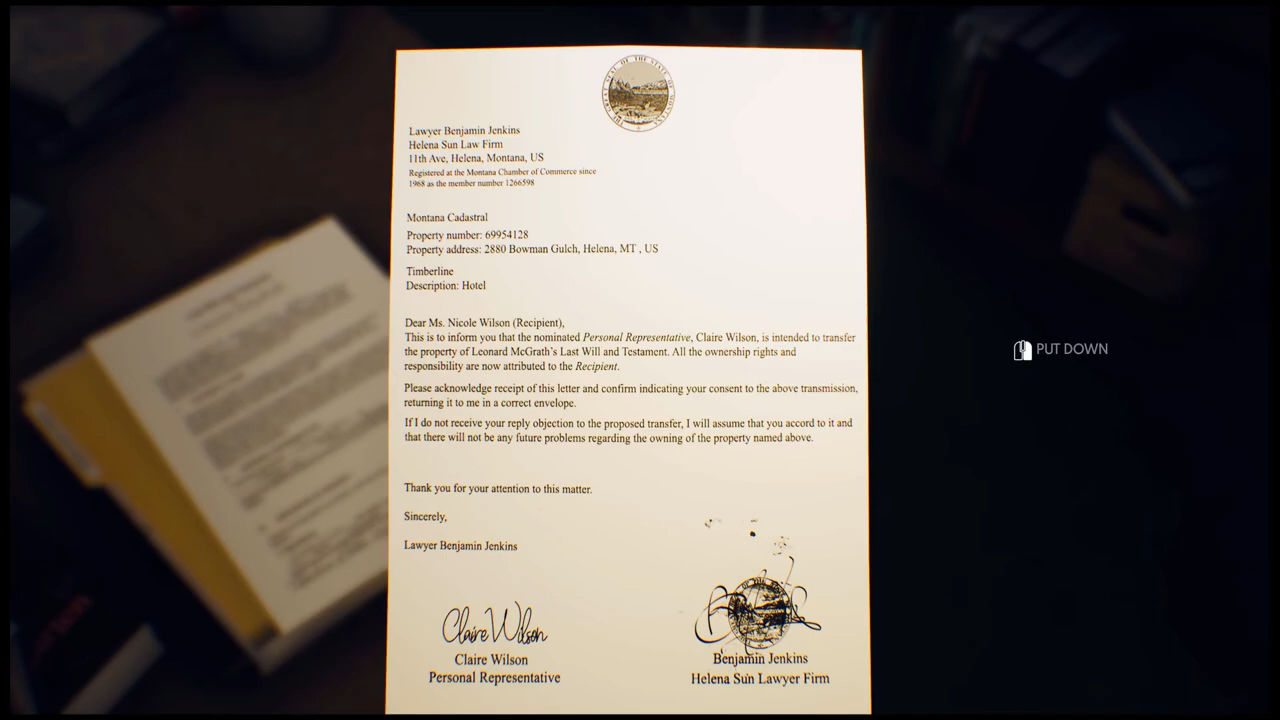 THE GREAT SEAL OF THE STATE OF MONTANA
Lawyer Benjamin Jenkins
Helena Sun Law Firm
11th Ave, Helena, Montana, US
Registered at the Montana Chamber of Commerce since
1968 as the member number 1266598
Montana Cadastral
Property number: 69954128
Property address: 2880 Bowman Gulch, Helena, MT , US
Timberline
Description: Hotel
Dear Ms. Nicole Wilson (Recipient),
This is to inform you that the nominated Personal Representative, Claire Wilson, is intended to transfer
the property of Leonard McGrath's Last Will and Testament. All the ownership rights and
responsibility are now attributed to the Recipient.
Please acknowledge receipt of this letter and confirm indicating your consent to the above transmission,
returning it to me in a correct envelope.
If I do not receive your reply objection to the proposed transfer, I will assume that you accord to it and
that there will not be any future problems regarding the owning of the property named above.
PUT DOWN
Thank you for your attention to this matter.
Sincerely,
Lawyer Benjamin Jenkins
Claire Wilson
Claire Wilson
Personal Representative
Benjamin Jenkins
Helena Sun Lawyer Firm